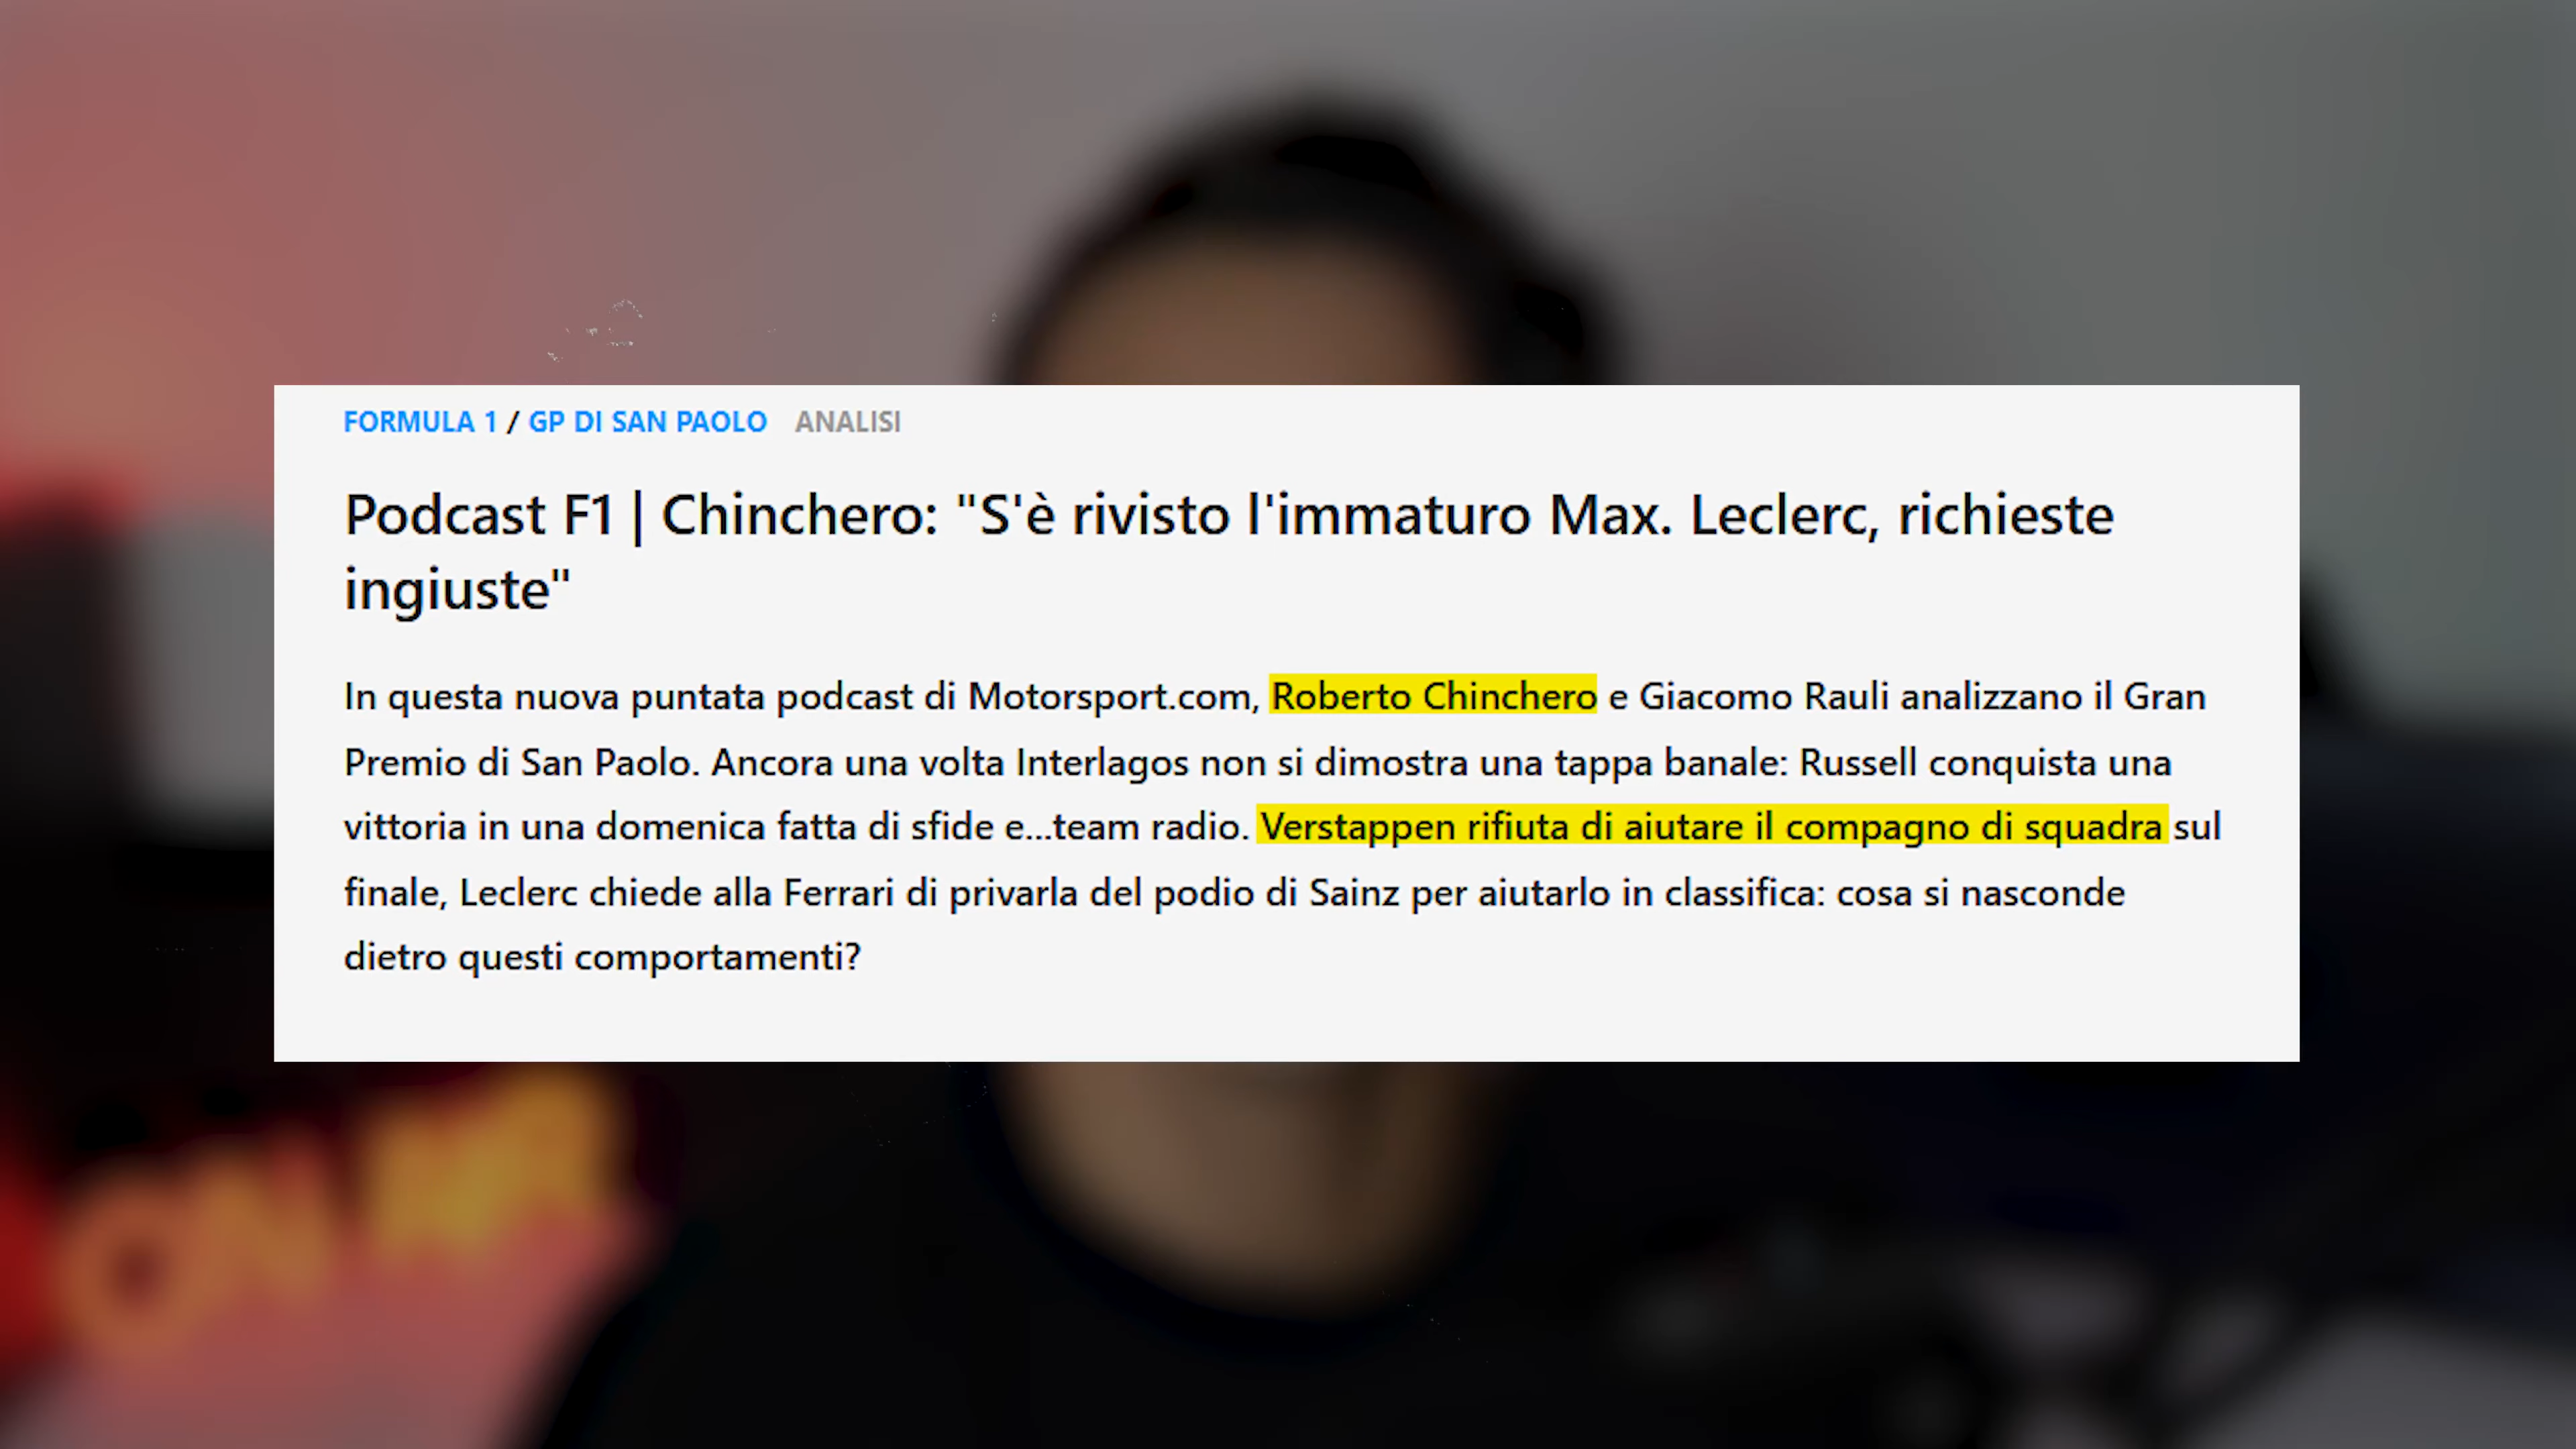 FORMULA 1 / GP DI SAN PAOLO ANALISI
Podcast F1 | Chinchero: "S'è rivisto l'immaturo Max. Leclerc, richieste
ingiuste"
In questa nuova puntata podcast di Motorsport.com, Roberto Chinchero e Giacomo Rauli analizzano il Gran
Premio di San Paolo. Ancora una volta Interlagos non si dimostra una tappa banale: Russell conquista una
vittoria in una domenica fatta di sfide e...team radio. Verstappen rifiuta di aiutare il compagno di squadra sul
finale, Leclerc chiede alla Ferrari di privarla del podio di Sainz per aiutarlo in classifica: cosa si nasconde
dietro questi comportamenti?